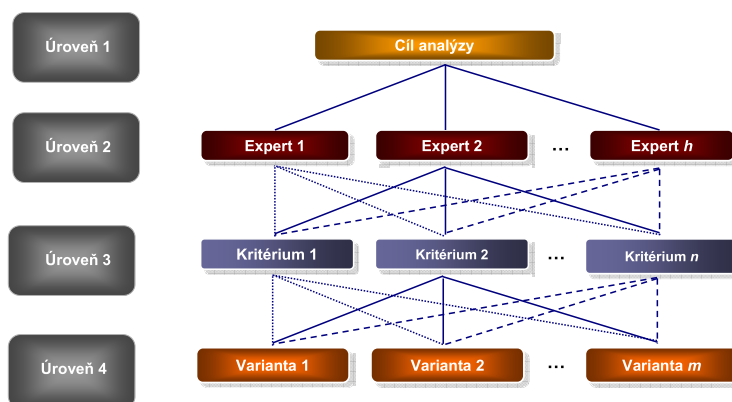 Úroveň 1
Cíl analýzy
Úroveň 2
Expert 1
Expert 2
...
Expert h
Úroveň 3
Kritérium 1
Kritérium 2
...
Kritérium n
Úroveň 4
Varianta 1
Varianta 2
...
Varianta m